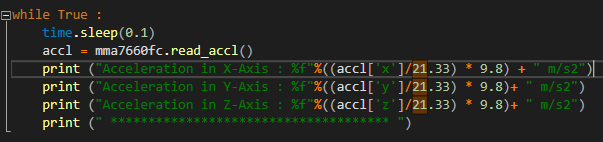 while True :
time.sleep(0.1)
accl = mma7660fc.read_accl()
print ("Acceleration in X-Axis : %f"%((accl['x']/21.33) * 9.8) + " m/s2")
print ("Acceleration in Y-Axis : %f"%((accl['y']/21.33) * 9.8)+ " m/s2")
print ("Acceleration in Z-Axis : %f"%((accl['z']/21.33) * 9.8)+ " m/s2")
print (" ************************************ ")